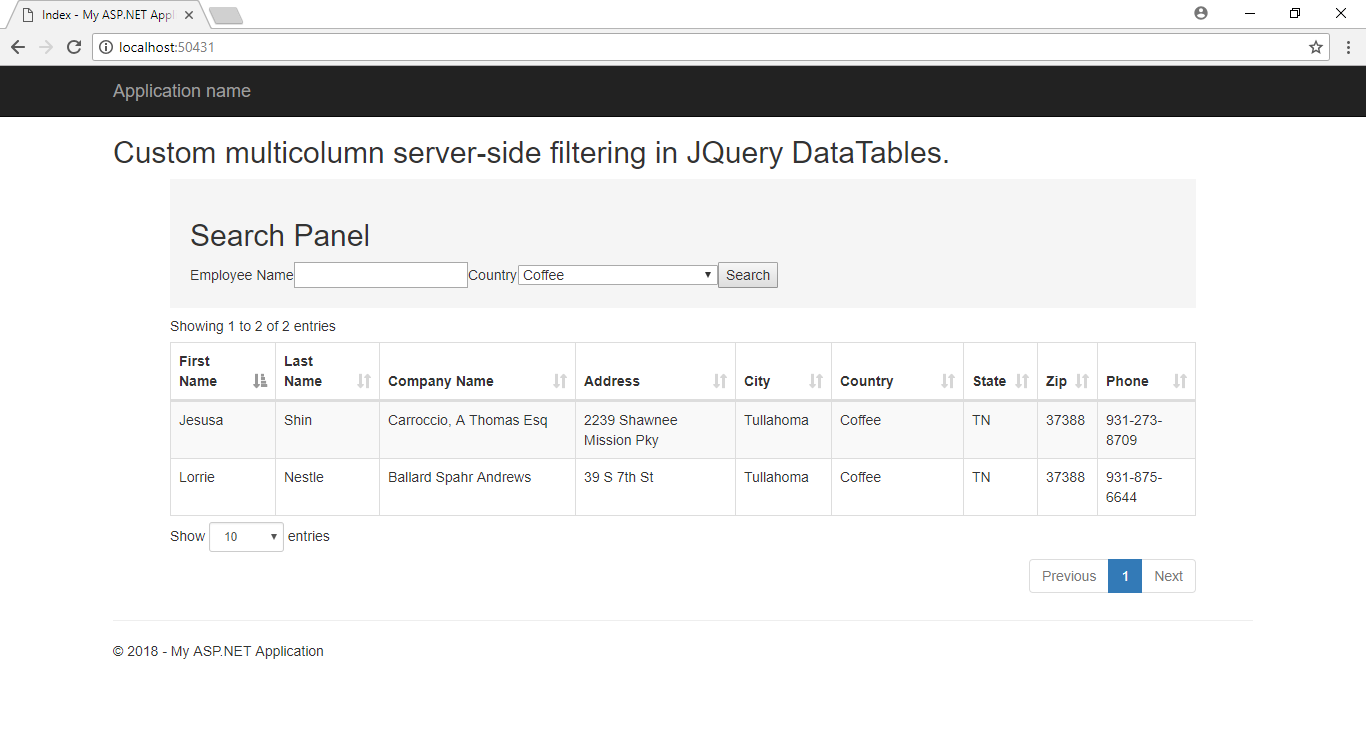 Index - My ASP.NET Appl
localhost:50431
Application name
Custom multicolumn server-side filtering in JQuery DataTables.
Search Panel
Employee Name Country Coffee Search
Showing 1 to 2 of 2 entries
First Name Last Name Company Name Address City Country State Zip Phone
Jesusa Shin Carroccio, A Thomas Esq 2239 Shawnee Mission Pky Tullahoma Coffee TN 37388 931-273-8709
Lorrie Nestle Ballard Spahr Andrews 39 S 7th St Tullahoma Coffee TN 37388 931-875-6644
Show 10 entries
Previous 1 Next
© 2018 - My ASP.NET Application